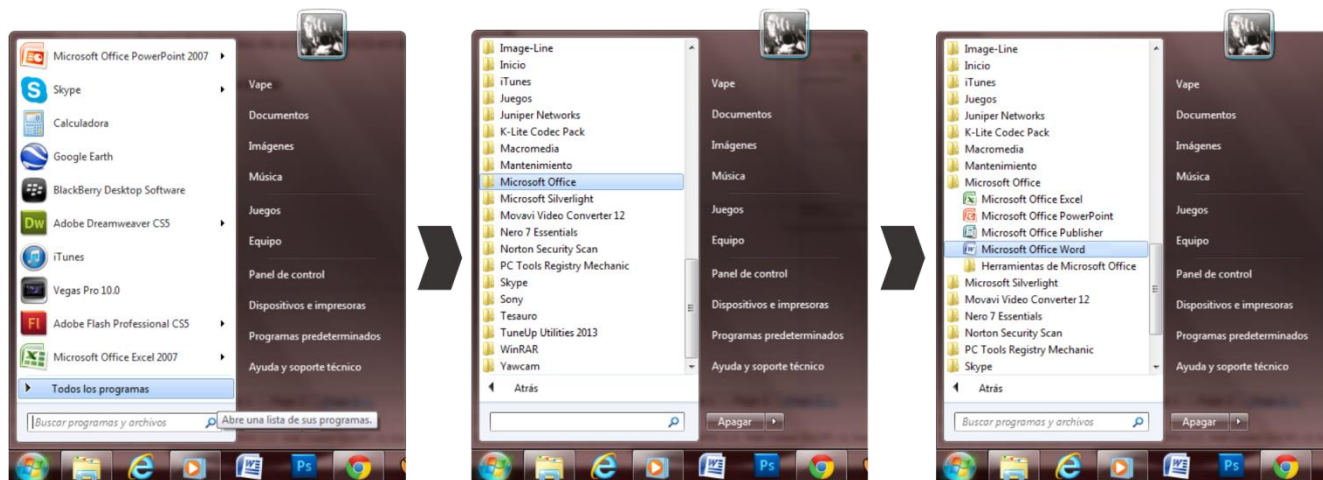 Microsoft Office PowerPoint 2007
Skype
Calculadora
Google Earth
BlackBerry Desktop Software
Adobe Dreamweaver CS5
iTunes
Vegas Pro 10.0
Adobe Flash Professional CS5
Microsoft Office Excel 2007
Todos los programas
Buscar programas y archivos
Abre una lista de sus programas.
Vape
Documentos
Imágenes
Música
Juegos
Equipo
Panel de control
Dispositivos e impresoras
Programas predeterminados
Ayuda y soporte técnico
Ps
Image-Line
Inicio
iTunes
Juegos
Juniper Networks
K-Lite Codec Pack
Macromedia
Mantenimiento
Microsoft Office
Microsoft Silverlight
Movavi Video Converter 12
Nero 7 Essentials
Norton Security Scan
PC Tools Registry Mechanic
Skype
Sony
Tesauro
TuneUp Utilities 2013
WinRAR
Yawcam
Atrás
Vape
Documentos
Imágenes
Música
Juegos
Equipo
Panel de control
Dispositivos e impresoras
Programas predeterminados
Ayuda y soporte técnico
Apagar
Ps
Image-Line
Inicio
iTunes
Juegos
Juniper Networks
K-Lite Codec Pack
Macromedia
Mantenimiento
Microsoft Office
Microsoft Office Excel
Microsoft Office PowerPoint
Microsoft Office Publisher
Microsoft Office Word
Herramientas de Microsoft Office
Microsoft Silverlight
Movavi Video Converter 12
Nero 7 Essentials
Norton Security Scan
PC Tools Registry Mechanic
Skype
Atrás
Buscar programas y archivos
Vape
Documentos
Imágenes
Música
Juegos
Equipo
Panel de control
Dispositivos e impresoras
Programas predeterminados
Ayuda y soporte técnico
Apagar
Ps